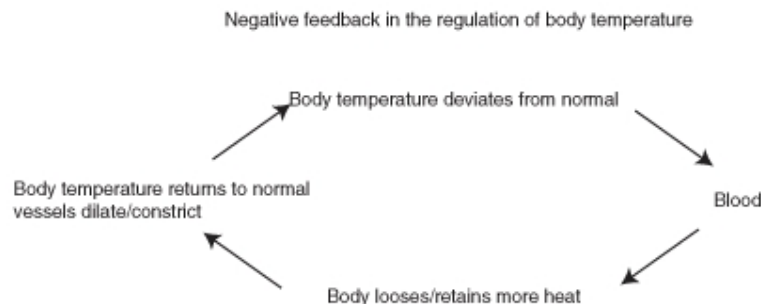 Negative feedback in the regulation of body temperature
Body temperature deviates from normal
Body temperature returns to normal
vessels dilate/constrict
Blood
Body looses/retains more heat